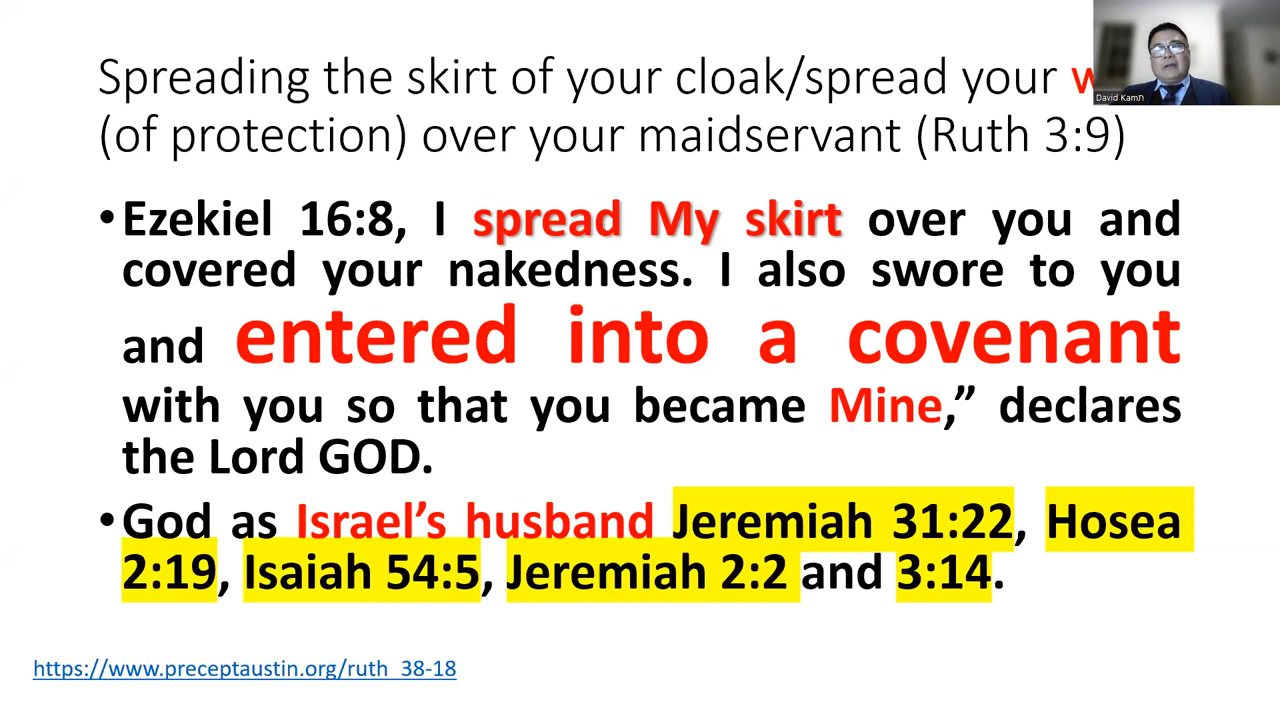 Spreading the skirt of your cloak/spread your
(of protection) over your maidservant (Ruth 3:9)
David Kamת
•Ezekiel 16:8, I spread My skirt over you and
covered your nakedness. I also swore to you
and entered into a covenant
with you so that you became Mine,” declares
the Lord GOD.
•God as Israel’s husband Jeremiah 31:22, Hosea
2:19, Isaiah 54:5, Jeremiah 2:2 and 3:14.
https://www.preceptaustin.org/ruth_38-18